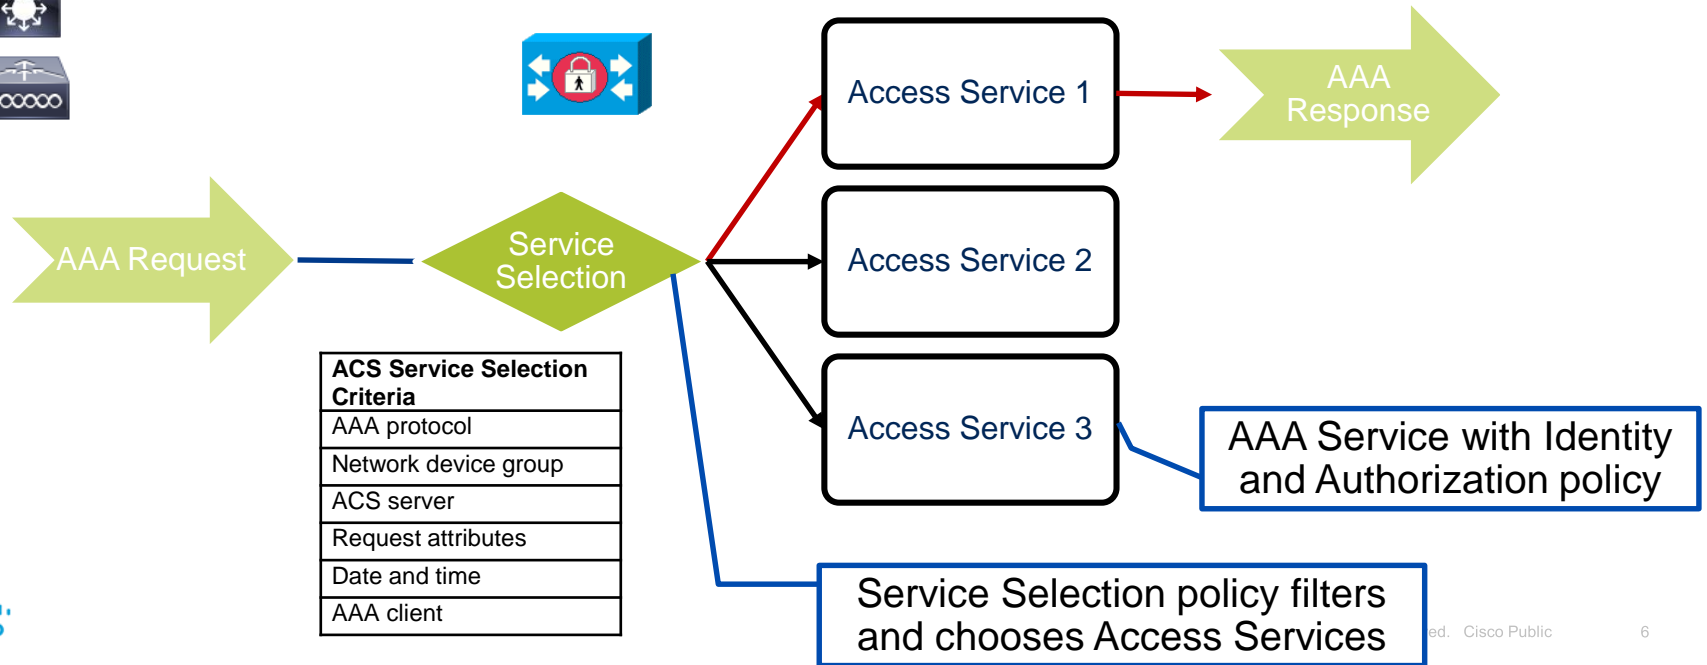 Access Service 1
AAA
Response
AAA Request
Service
Selection
Access Service 2
ACS Service Selection
Criteria
AAA protocol
Network device group
ACS server
Request attributes
Date and time
AAA client
Access Service 3
AAA Service with Identity
and Authorization policy
Service Selection policy filters
and chooses Access Services
ed. Cisco Public
6